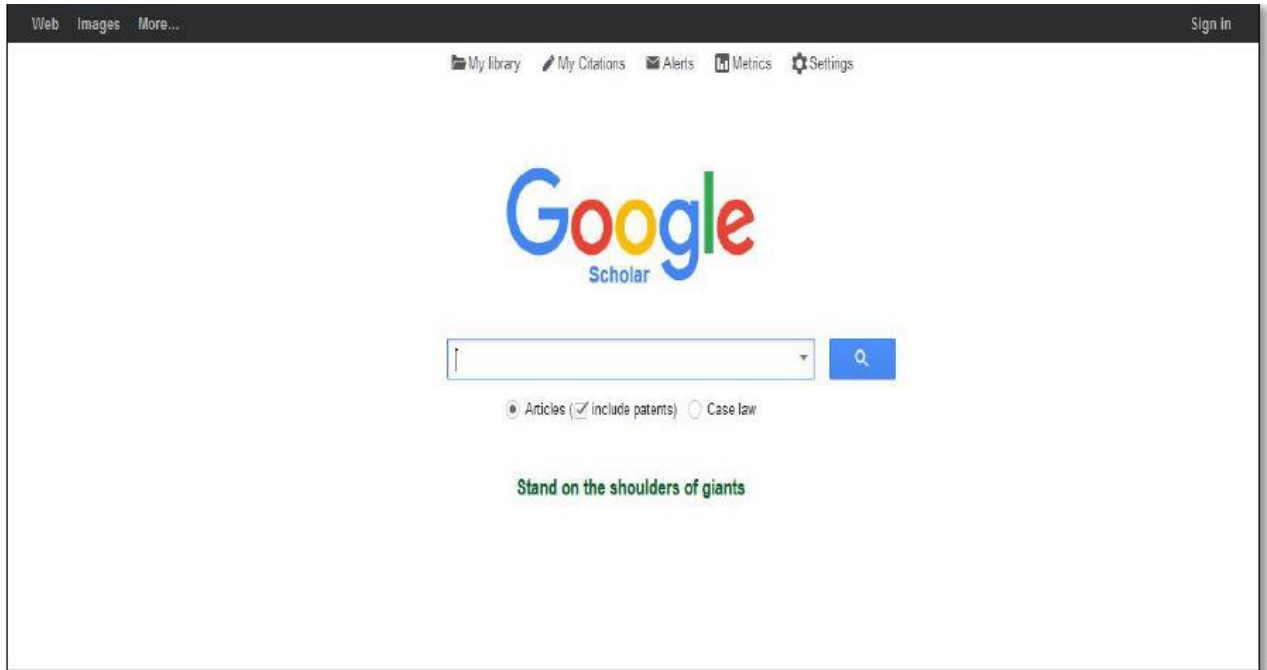 Web Images More... Sign in
My library My Citations Alerts Metrics Settings
Google
Scholar
Articles (include patents) Case law
Stand on the shoulders of giants